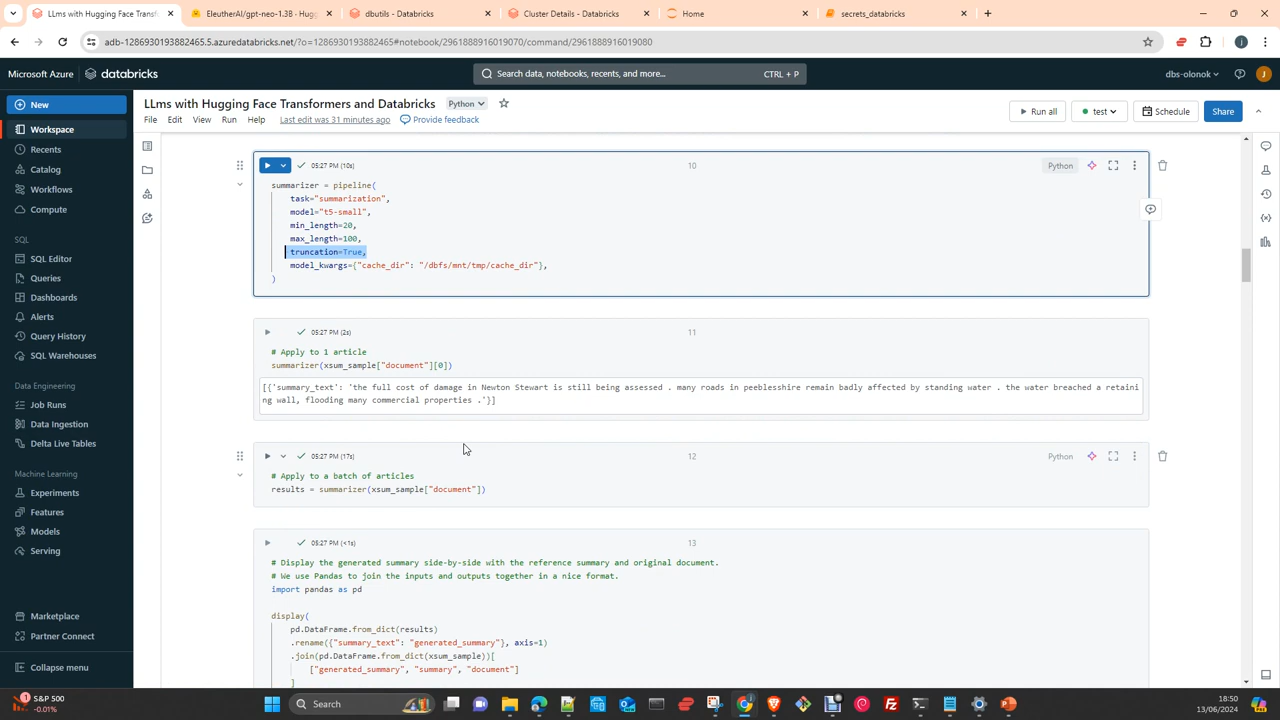 LLms with Hugging Face Transf
EleutherAI/gpt-neo-1.3B - Hugg
dbutils - Databricks
Cluster Details - Databricks
Home
secrets_databricks
adb-1286930193882465.5.azuredatabricks.net/?o=1286930193882465#notebook/2961888916019070/command/2961888916019080
Microsoft Azure
databricks
Search data, notebooks, recents, and more...
CTRL + P
dbs-olonok
J
New
Workspace
Recents
Catalog
Workflows
Compute
SQL
SQL Editor
Queries
Dashboards
Alerts
Query History
SQL Warehouses
Data Engineering
Job Runs
Data Ingestion
Delta Live Tables
Machine Learning
Experiments
Features
Models
Serving
Marketplace
Partner Connect
Collapse menu
LLms with Hugging Face Transformers and Databricks
Python
File Edit View Run Help Last edit was 31 minutes ago Provide feedback
Run all
test
Schedule
Share
05:27 PM (10s)
10
Python
summarizer = pipeline(
task="summarization",
model="t5-small",
min_length=20,
max_length=100,
truncation=True,
model_kwargs={"cache_dir": "/dbfs/mnt/tmp/cache_dir"},
)
05:27 PM (2s)
11
# Apply to 1 article
summarizer(xsum_sample["document"][0])
[{'summary_text': 'the full cost of damage in Newton Stewart is still being assessed . many roads in peeblesshire remain badly affected by standing water . the water breached a retaini
ng wall, flooding many commercial properties .'}]
05:27 PM (17s)
12
Python
# Apply to a batch of articles
results = summarizer(xsum_sample["document"])
05:27 PM (<1s)
13
# Display the generated summary side-by-side with the reference summary and original document.
# We use Pandas to join the inputs and outputs together in a nice format.
import pandas as pd
display(
pd.DataFrame.from_dict(results)
.rename({"summary_text": "generated_summary"}, axis=1)
.join(pd.DataFrame.from_dict(xsum_sample))[
["generated_summary", "summary", "document"]
]
S&P 500
-0.01%
Search
18:50
13/06/2024